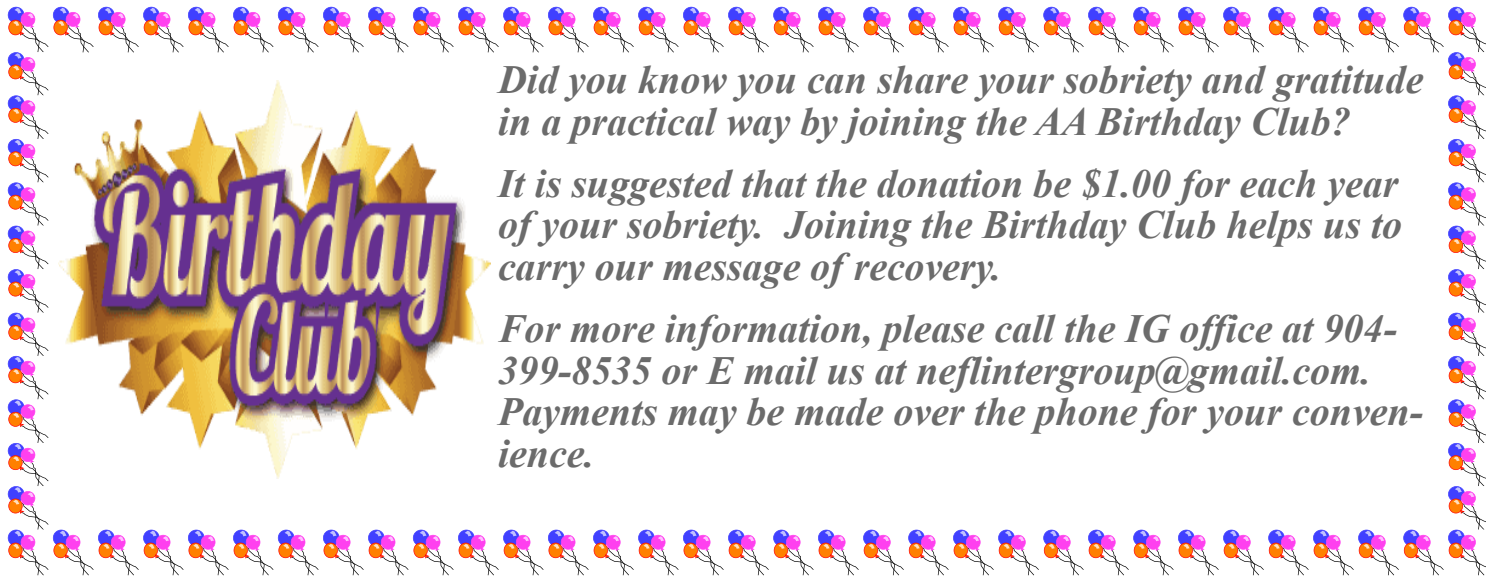 Birthday
Club
Did you know you can share your sobriety and gratitude
in a practical way by joining the AA Birthday Club?
It is suggested that the donation be $1.00 for each year
of your sobriety.  Joining the Birthday Club helps us to
carry our message of recovery.
For more information, please call the IG office at 904-
399-8535 or E mail us at neflintergroup@gmail.com.
Payments may be made over the phone for your conven-
ience.